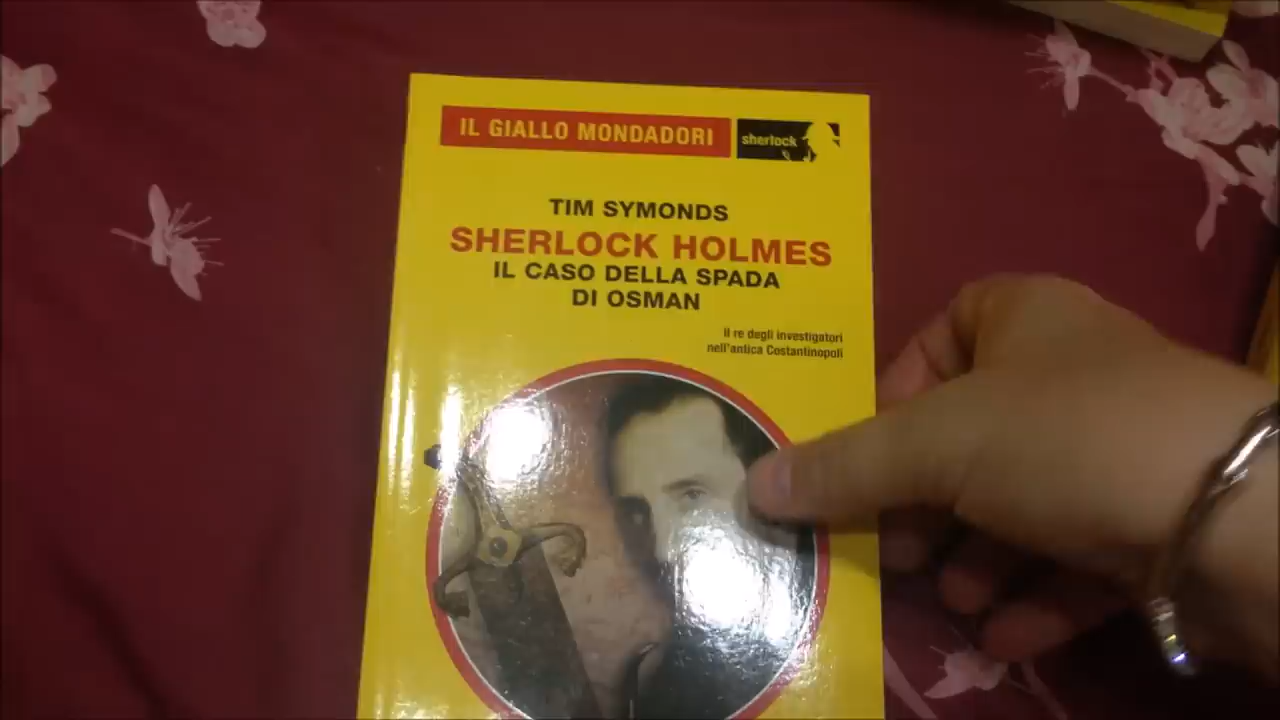 IL GIALLO MONDADORI
sherlock
TIM SYMONDS
SHERLOCK HOLMES
IL CASO DELLA SPADA
DI OSMAN
Il re degli investigatori
nell'antica Costantinopoli